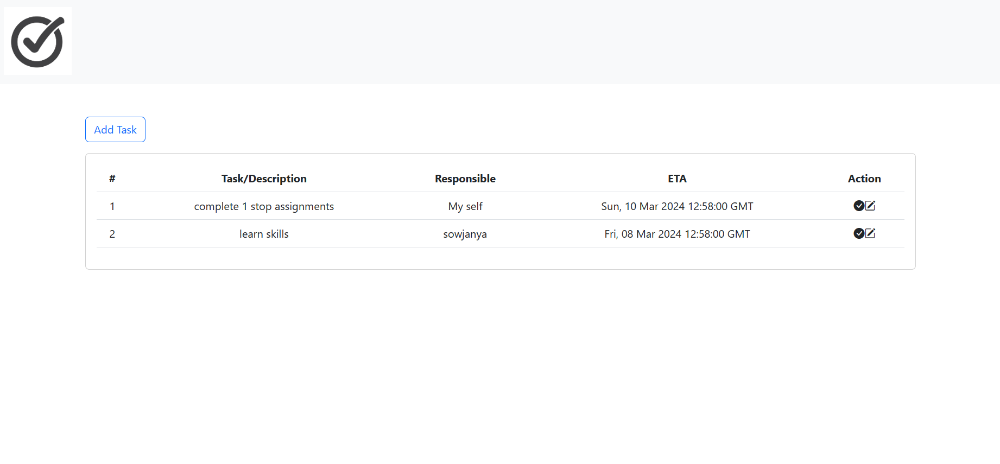 Add Task
# Task/Description Responsible ETA Action
1 complete 1 stop assignments My self Sun, 10 Mar 2024 12:58:00 GMT
2 learn skills sowjanya Fri, 08 Mar 2024 12:58:00 GMT